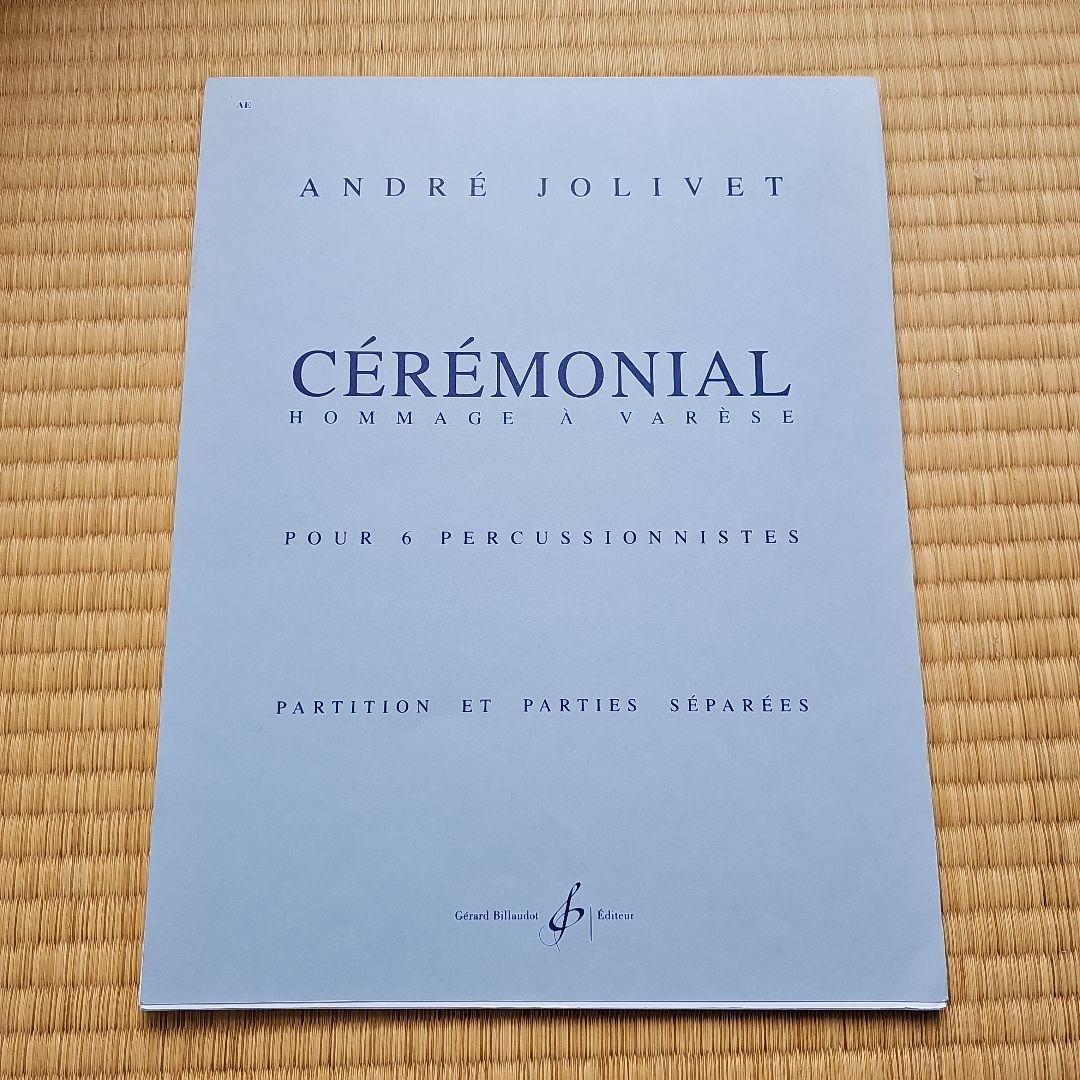 AE
ANDRÉ JOLIVET
CÉRÉMONIAL
HOMMAGE À VARÈSE
POUR 6 PERCUSSIONNISTES
PARTITION ET PARTIES SÉPARÉES
Gérard Billaudot Éditeur